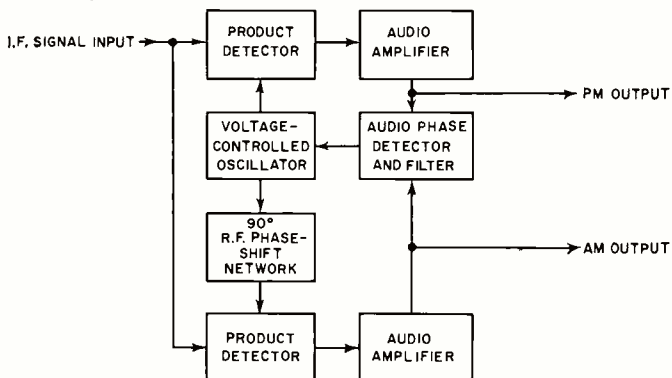 I.F. SIGNAL INPUT
PRODUCT
DETECTOR
AUDIO
AMPLIFIER
PM OUTPUT
VOLTAGE-
CONTROLLED
OSCILLATOR
AUDIO PHASE
DETECTOR
AND FILTER
90°
R.F. PHASE-
SHIFT
NETWORK
AM OUTPUT
PRODUCT
DETECTOR
AUDIO
AMPLIFIER